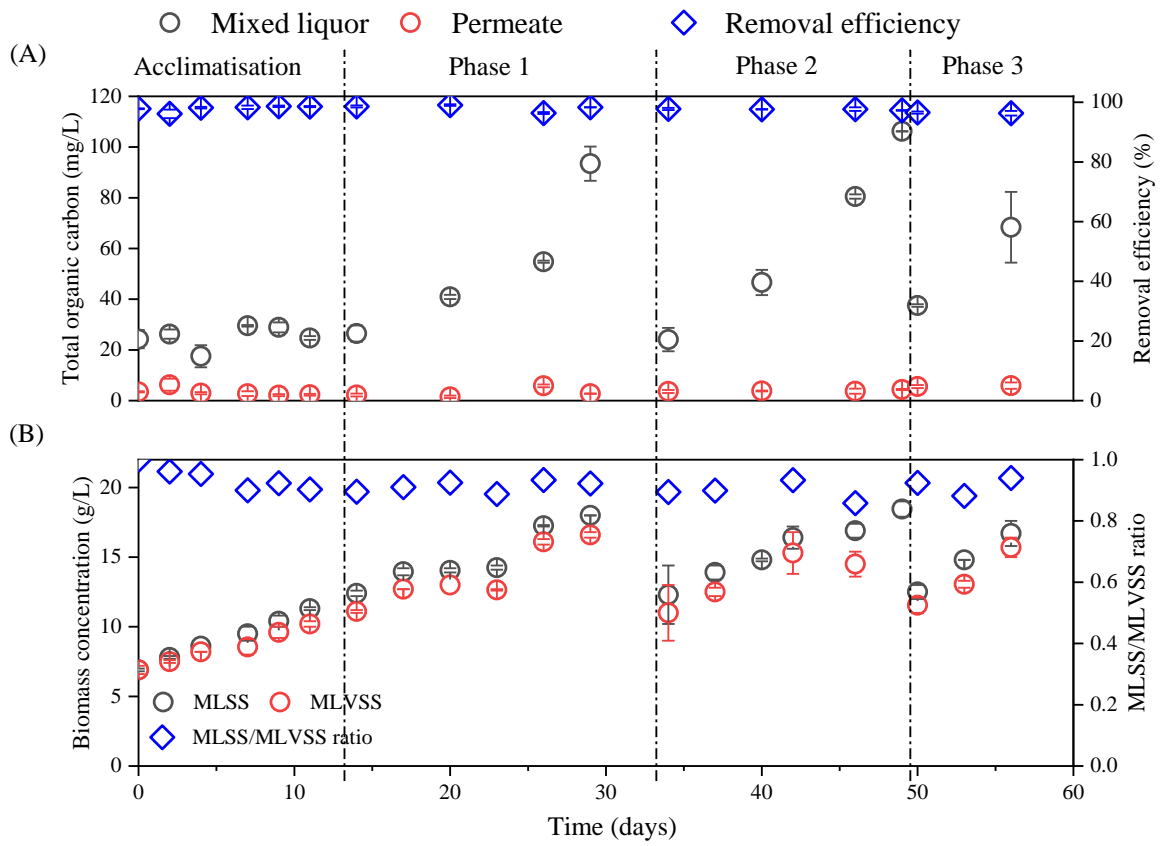 Mixed liquor Permeate Removal efficiency
(A)
Acclimatisation Phase 1 Phase 2 Phase 3
Total organic carbon (mg/L)
120
100
80
60
40
20
0
Removal efficiency (%)
100
80
60
40
20
0
(B)
Biomass concentration (g/L)
20
15
10
5
0
MLSS MLVSS
MLSS/MLVSS ratio
MLSS/MLVSS ratio
1.0
0.8
0.6
0.4
0.2
0.0
0 10 20 30 40 50 60
Time (days)